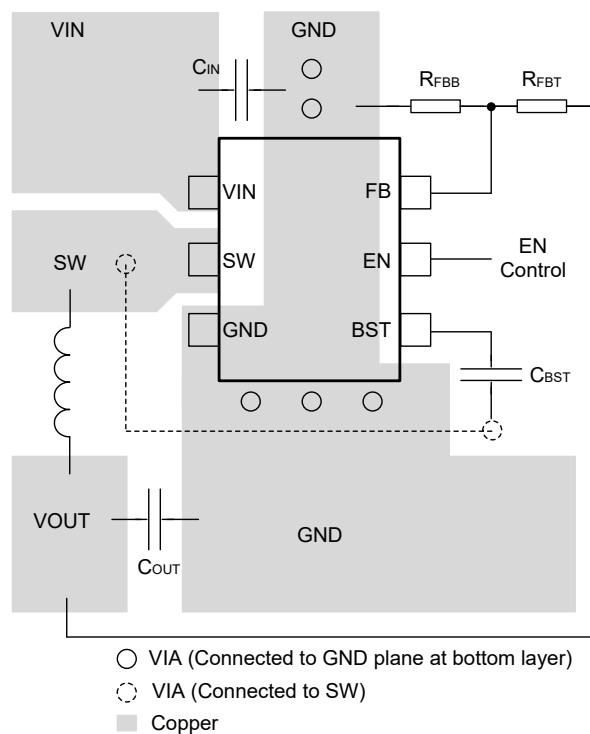 VIN
GND
CIN
RFBB
RFBT
VIN
FB
SW
SW
EN
EN
Control
GND
BST
CBST
VOUT
GND
COUT
VIA (Connected to GND plane at bottom layer)
VIA (Connected to SW)
Copper